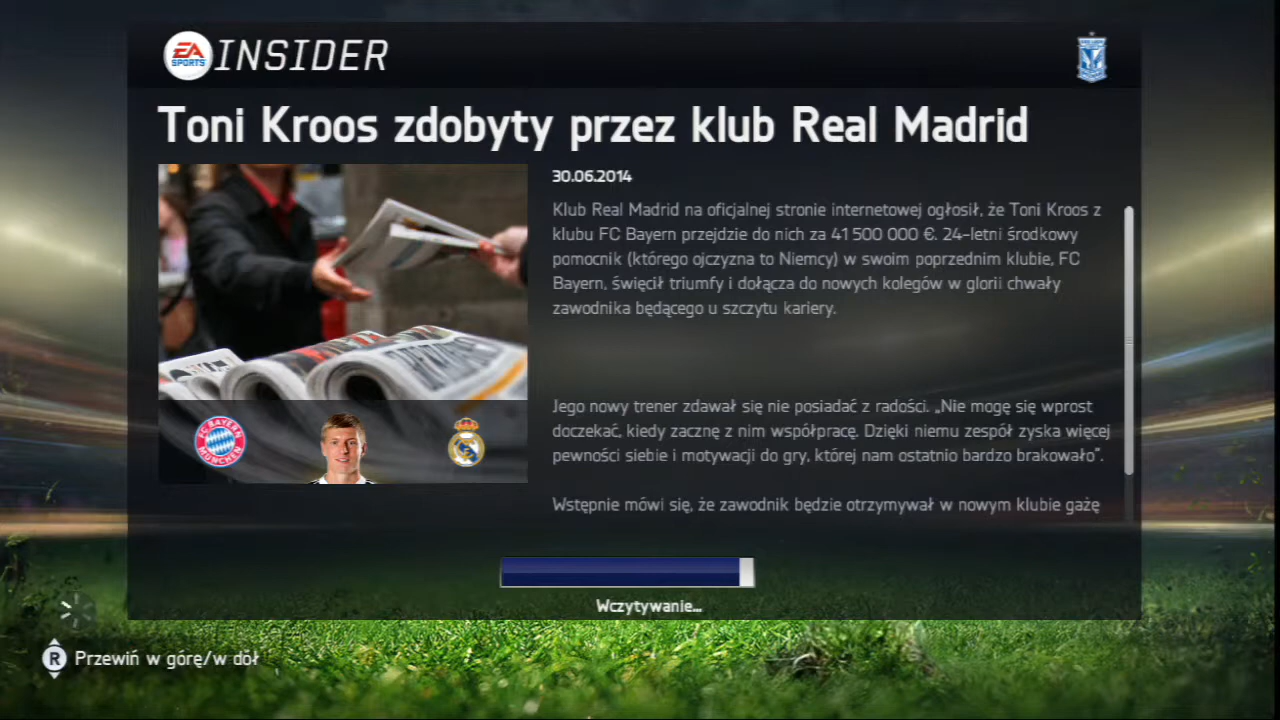 EA SPORTS INSIDER
Toni Kroos zdobyty przez klub Real Madrid
30.06.2014
Klub Real Madrid na oficjalnej stronie internetowej ogłosił, że Toni Kroos z
klubu FC Bayern przejdzie do nich za 41 500 000 €. 24-letni środkowy
pomocnik (którego ojczyzna to Niemcy) w swoim poprzednim klubie, FC
Bayern, święcił triumfy i dołącza do nowych kolegów w glorii chwały
zawodnika będącego u szczytu kariery.
FC BAYERN MÜNCHEN
Jego nowy trener zdawał się nie posiadać z radości. „Nie mogę się wprost
doczekać, kiedy zacznę z nim współpracę. Dzięki niemu zespół zyska więcej
pewności siebie i motywacji do gry, której nam ostatnio bardzo brakowało”.
Wstępnie mówi się, że zawodnik będzie otrzymywał w nowym klubie gażę
Wczytywanie...
R Przewiń w górę/w dół